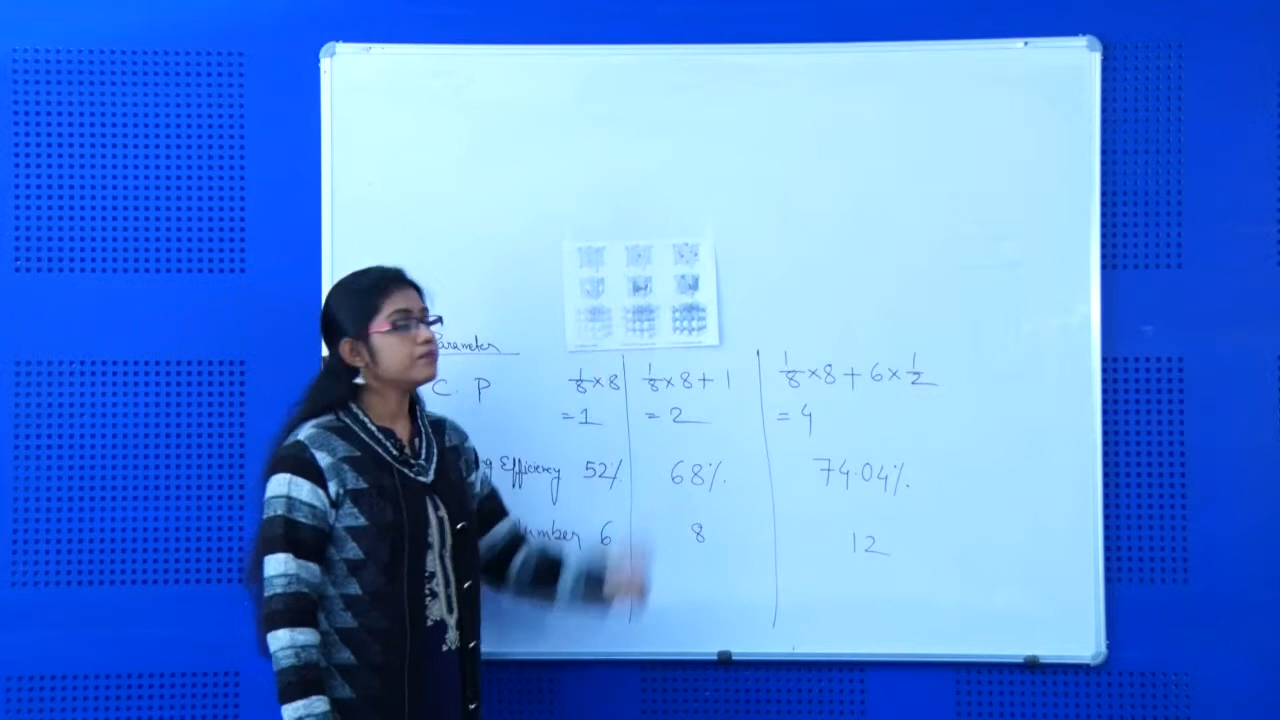 Parameter
C. P 1/8×8 1/8×8+1 1/8×8+6×1/2
=1 =2 =4
Efficiency 52% 68% 74.04%
6 8 12